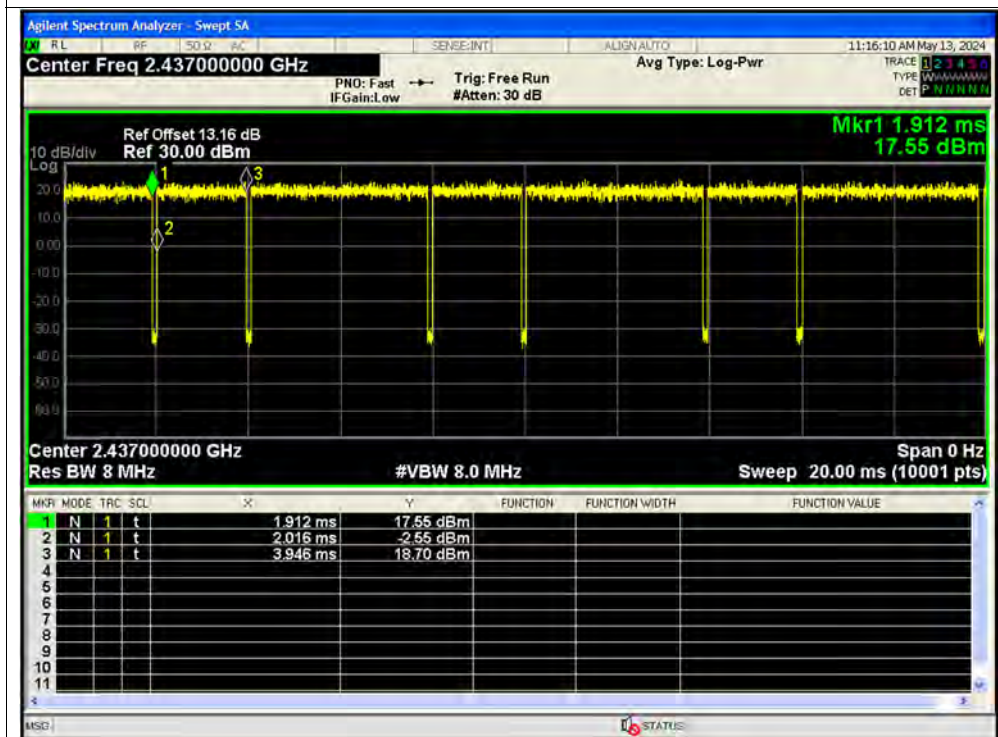 Agilent Spectrum Analyzer - Swept SA
RL RF 50 Ω AC SENSE:INT ALIGN AUTO 11:16:10 AM May 13, 2024
Center Freq 2.437000000 GHz Avg Type: Log-Pwr TRACE 1 2 3 4 5 6
PNO: Fast Trig: Free Run TYPE
IFGain:Low #Atten: 30 dB DET P N N N N N
Mkr1 1.912 ms
17.55 dBm
Ref Offset 13.16 dB
10 dB/div Ref 30.00 dBm
Log
1
3
20.0
10.0
2
0.00
-10.0
-20.0
-30.0
-40.0
-50.0
-60.0
Center 2.437000000 GHz Span 0 Hz
Res BW 8 MHz #VBW 8.0 MHz Sweep 20.00 ms (10001 pts)
MKR MODE TRC SCL X Y FUNCTION FUNCTION WIDTH FUNCTION VALUE
1 N 1 t 1.912 ms 17.55 dBm
2 N 1 t 2.016 ms -2.55 dBm
3 N 1 t 3.946 ms 18.70 dBm
4
5
6
7
8
9
10
11
MSG STATUS